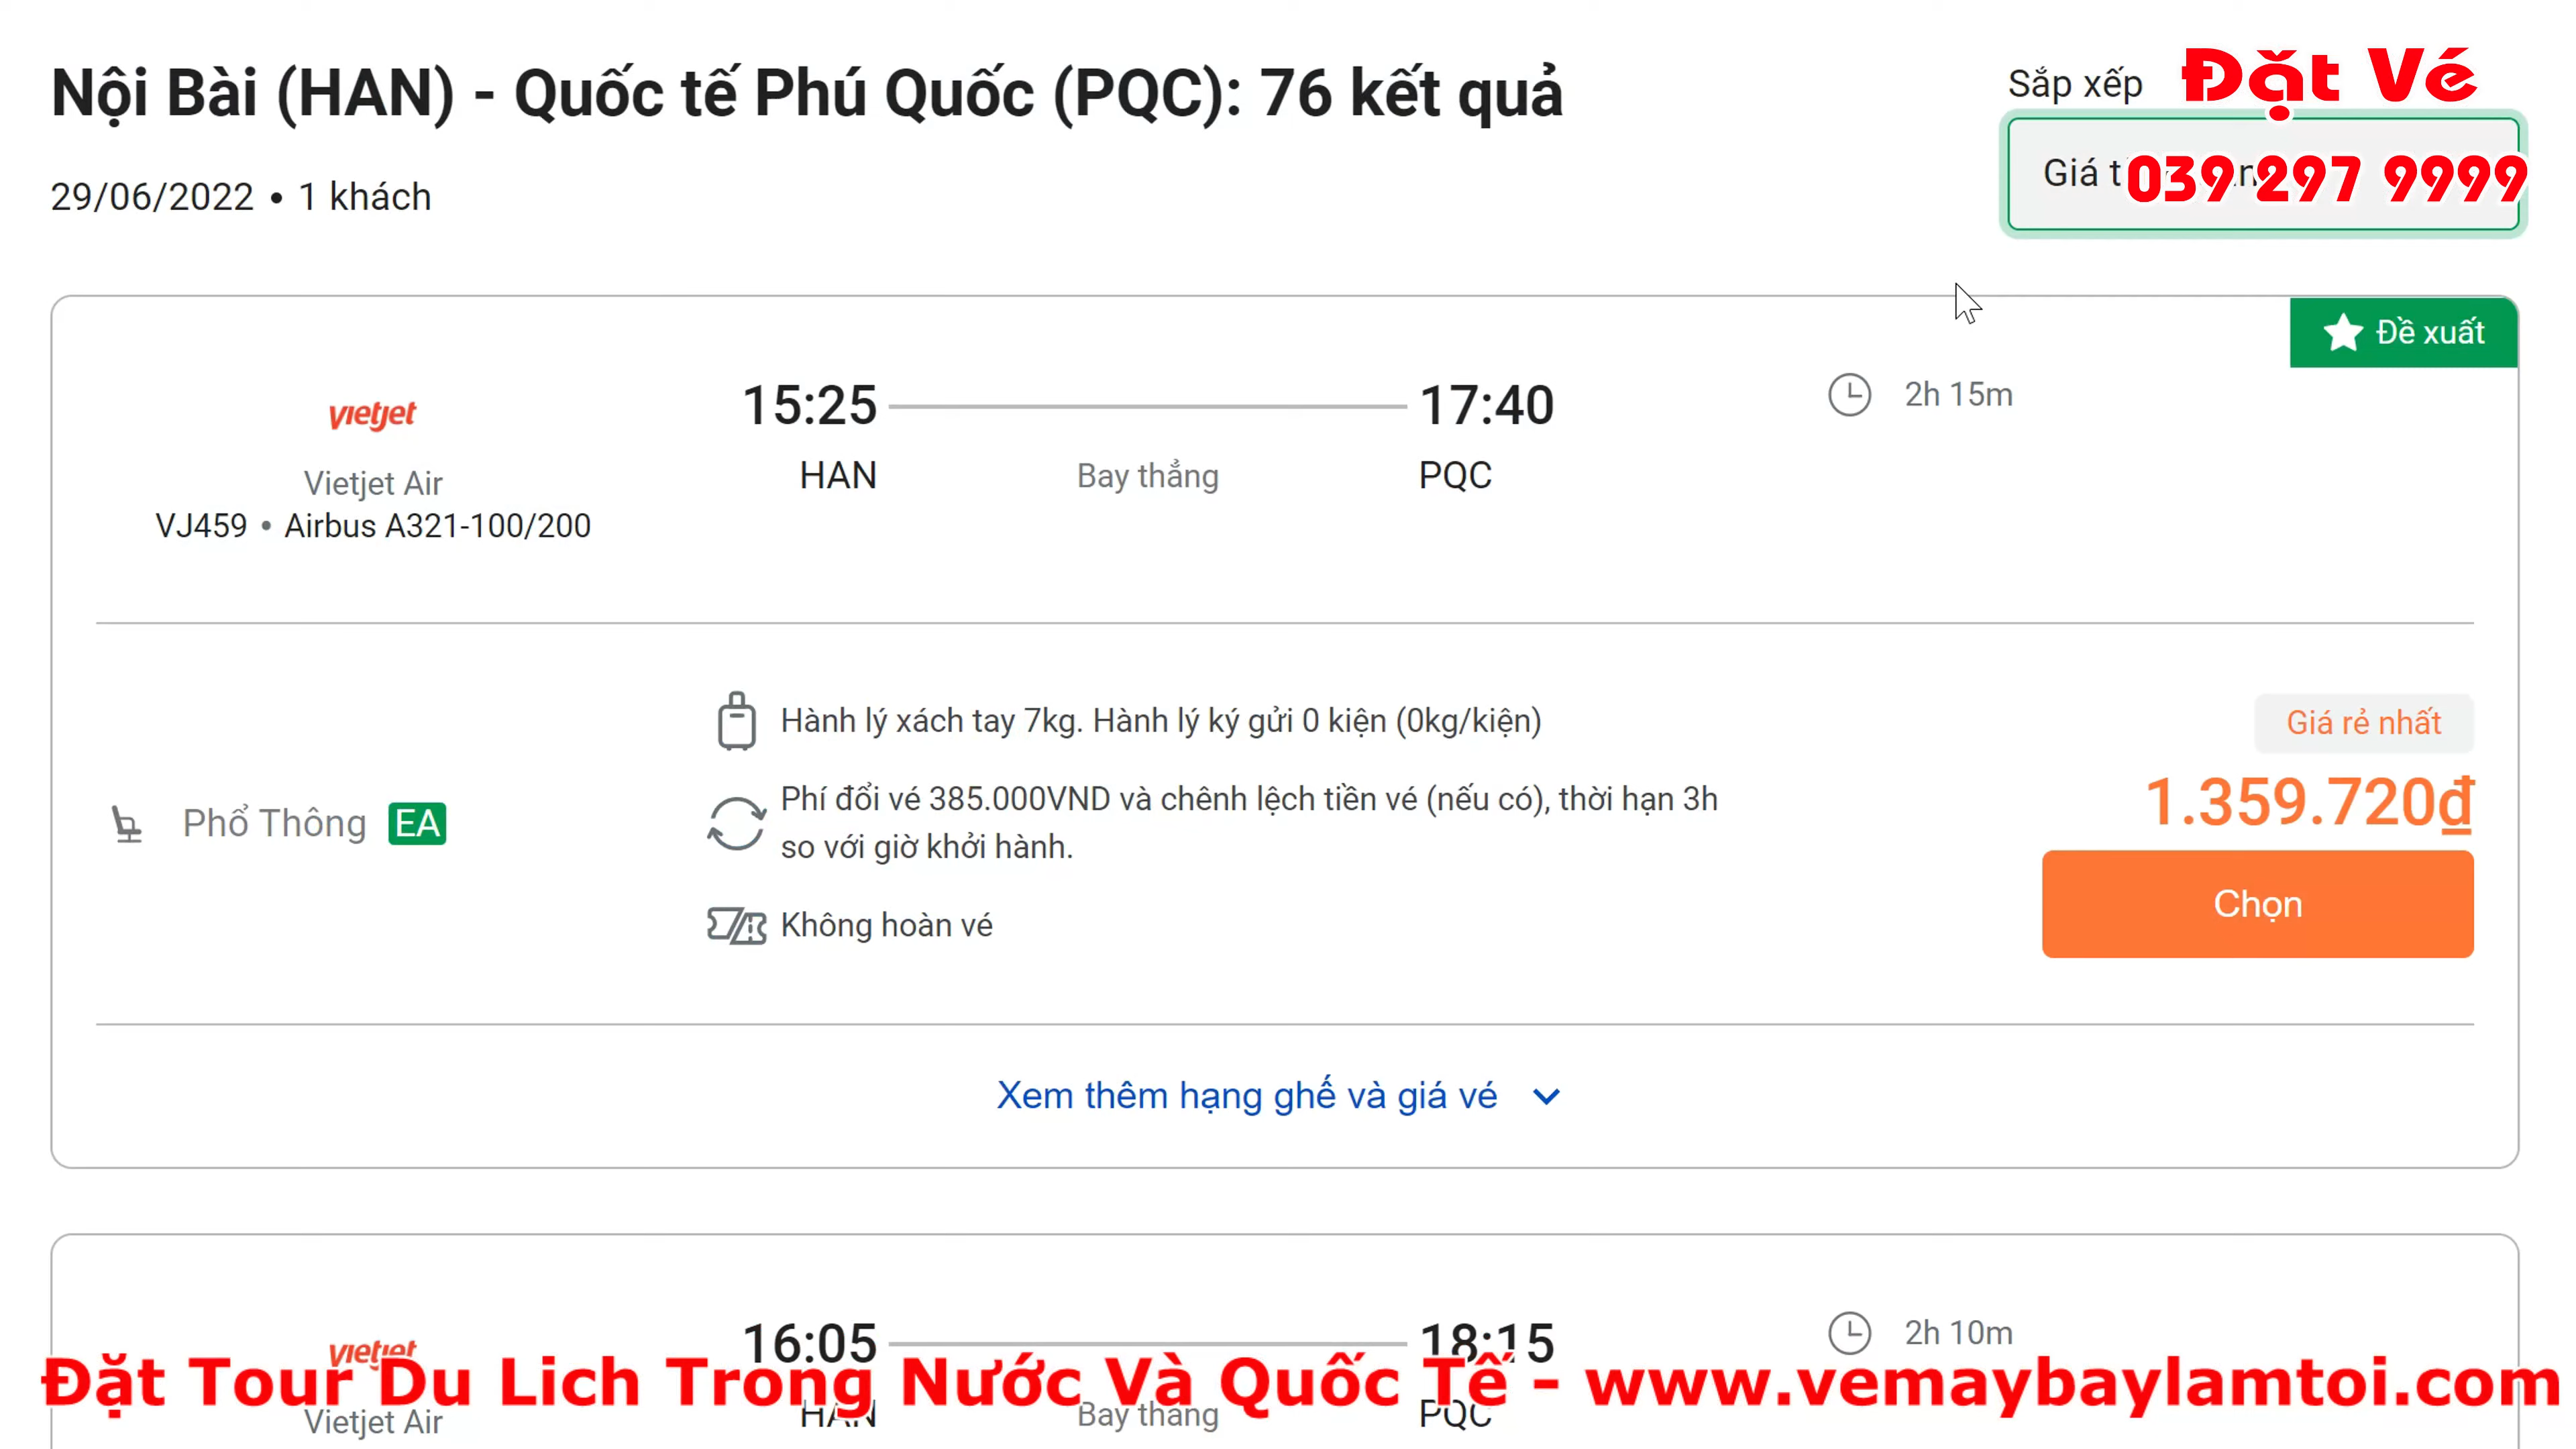 Nội Bài (HAN) - Quốc tế Phú Quốc (PQC): 76 kết quả
29/06/2022 • 1 khách
Sắp xếp
Đặt Vé
Giá
039 297 9999
Đề xuất
vietjet
Vietjet Air
VJ459 • Airbus A321-100/200
15:25
HAN
Bay thẳng
17:40
PQC
2h 15m
Phổ Thông EA
Hành lý xách tay 7kg. Hành lý ký gửi 0 kiện (0kg/kiện)
Phí đổi vé 385.000VND và chênh lệch tiền vé (nếu có), thời hạn 3h
so với giờ khởi hành.
Không hoàn vé
Giá rẻ nhất
1.359.720₫
Chọn
Xem thêm hạng ghế và giá vé
vietjet
Vietjet Air
16:05
HAN
Bay thẳng
18:15
PQC
2h 10m
Đặt Tour Du Lich Trong Nước Và Quốc Tế - www.vemaybaylamtoi.com